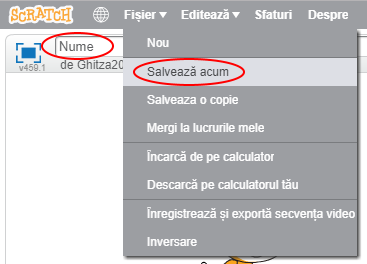 SCRATCH Fișier Editează Sfaturi Despre
Nume
Nou
v459.1
de Ghitza20
Salvează acum
Salveaza o copie
Mergi la lucrurile mele
Încarcă de pe calculator
Descarcă pe calculatorul tău
Înregistrează și exportă secvența video
Inversare